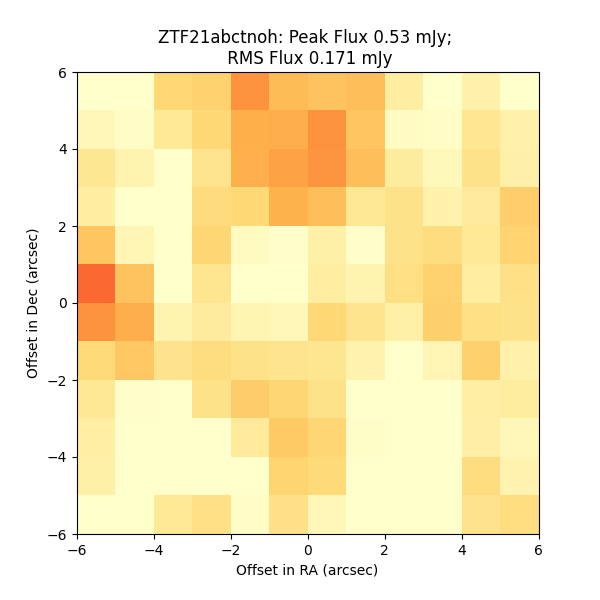 ZTF21abctnoh: Peak Flux 0.53 mJy;
RMS Flux 0.171 mJy
6
4
2
0
−2
−4
−6
Offset in Dec (arcsec)
−6 −4 −2 0 2 4 6
Offset in RA (arcsec)